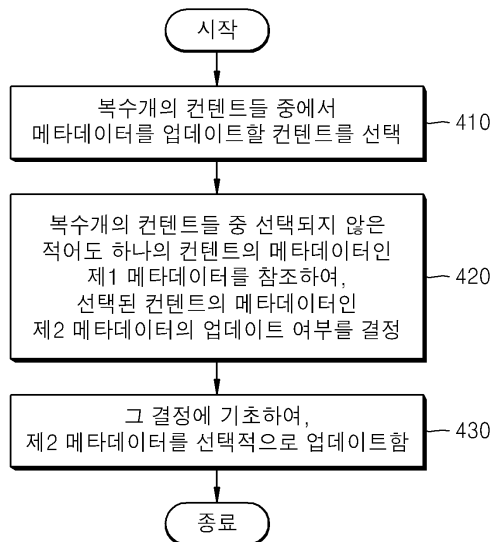 시작
복수개의 컨텐트들 중에서
메타데이터를 업데이트할 컨텐트를 선택
410
복수개의 컨텐트들 중 선택되지 않은
적어도 하나의 컨텐트의 메타데이터인
제1 메타데이터를 참조하여,
선택된 컨텐트의 메타데이터인
제2 메타데이터의 업데이트 여부를 결정
420
그 결정에 기초하여,
제2 메타데이터를 선택적으로 업데이트함
430
종료